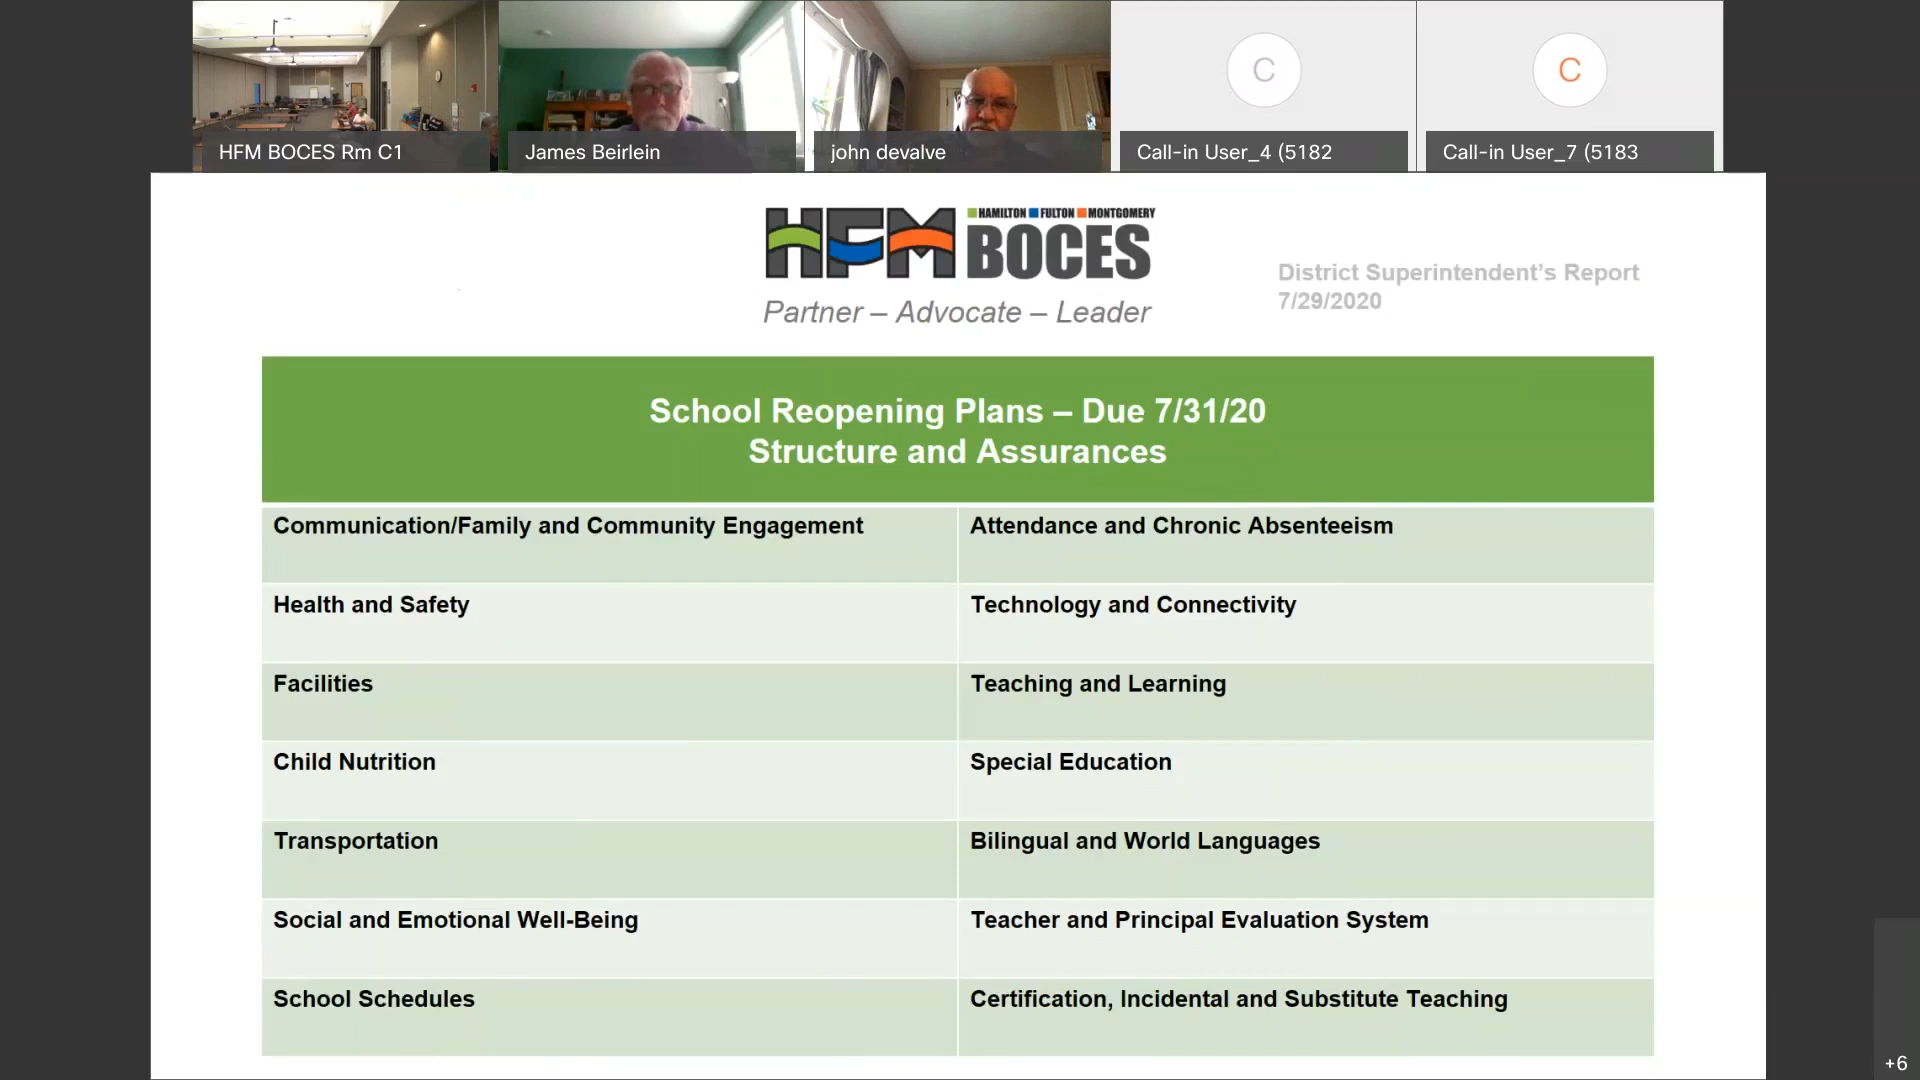 HFM BOCES Rm C1
James Beirlein
john devalve
C
Call-in User_4 (5182
C
Call-in User_7 (5183
HFM
HAMILTON FULTON MONTGOMERY
BOCES
Partner – Advocate – Leader
District Superintendent's Report
7/29/2020
School Reopening Plans – Due 7/31/20
Structure and Assurances
Communication/Family and Community Engagement
Attendance and Chronic Absenteeism
Health and Safety
Technology and Connectivity
Facilities
Teaching and Learning
Child Nutrition
Special Education
Transportation
Bilingual and World Languages
Social and Emotional Well-Being
Teacher and Principal Evaluation System
School Schedules
Certification, Incidental and Substitute Teaching
+6